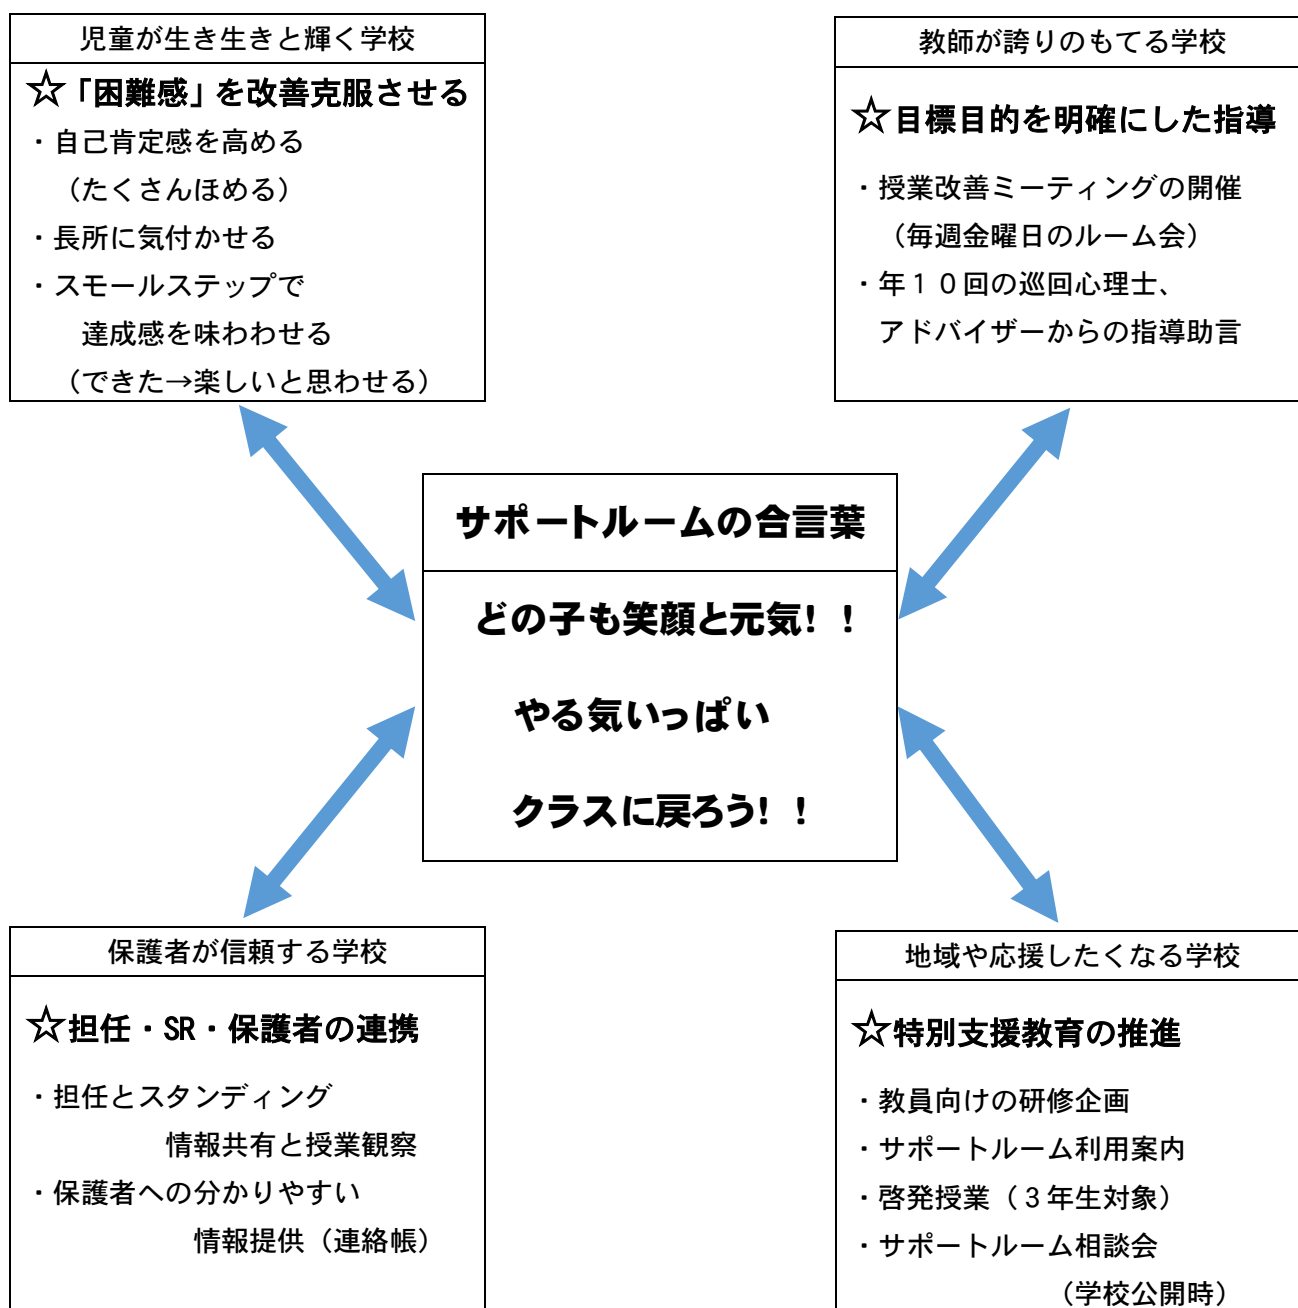 児童が生き生きと輝く学校
☆「困難感」を改善克服させる
・自己肯定感を高める
（たくさんほめる）
・長所に気付かせる
・スモールステップで
達成感を味わわせる
（できた→楽しいと思わせる）
教師が誇りのもてる学校
☆目標目的を明確にした指導
・授業改善ミーティングの開催
（毎週金曜日のルーム会）
・年１０回の巡回心理士、
アドバイザーからの指導助言
サポートルームの合言葉
どの子も笑顔と元気！！
やる気いっぱい
クラスに戻ろう！！
保護者が信頼する学校
☆担任・SR・保護者の連携
・担任とスタンディング
情報共有と授業観察
・保護者への分かりやすい
情報提供（連絡帳）
地域や応援したくなる学校
☆特別支援教育の推進
・教員向けの研修企画
・サポートルーム利用案内
・啓発授業（３年生対象）
・サポートルーム相談会
（学校公開時）